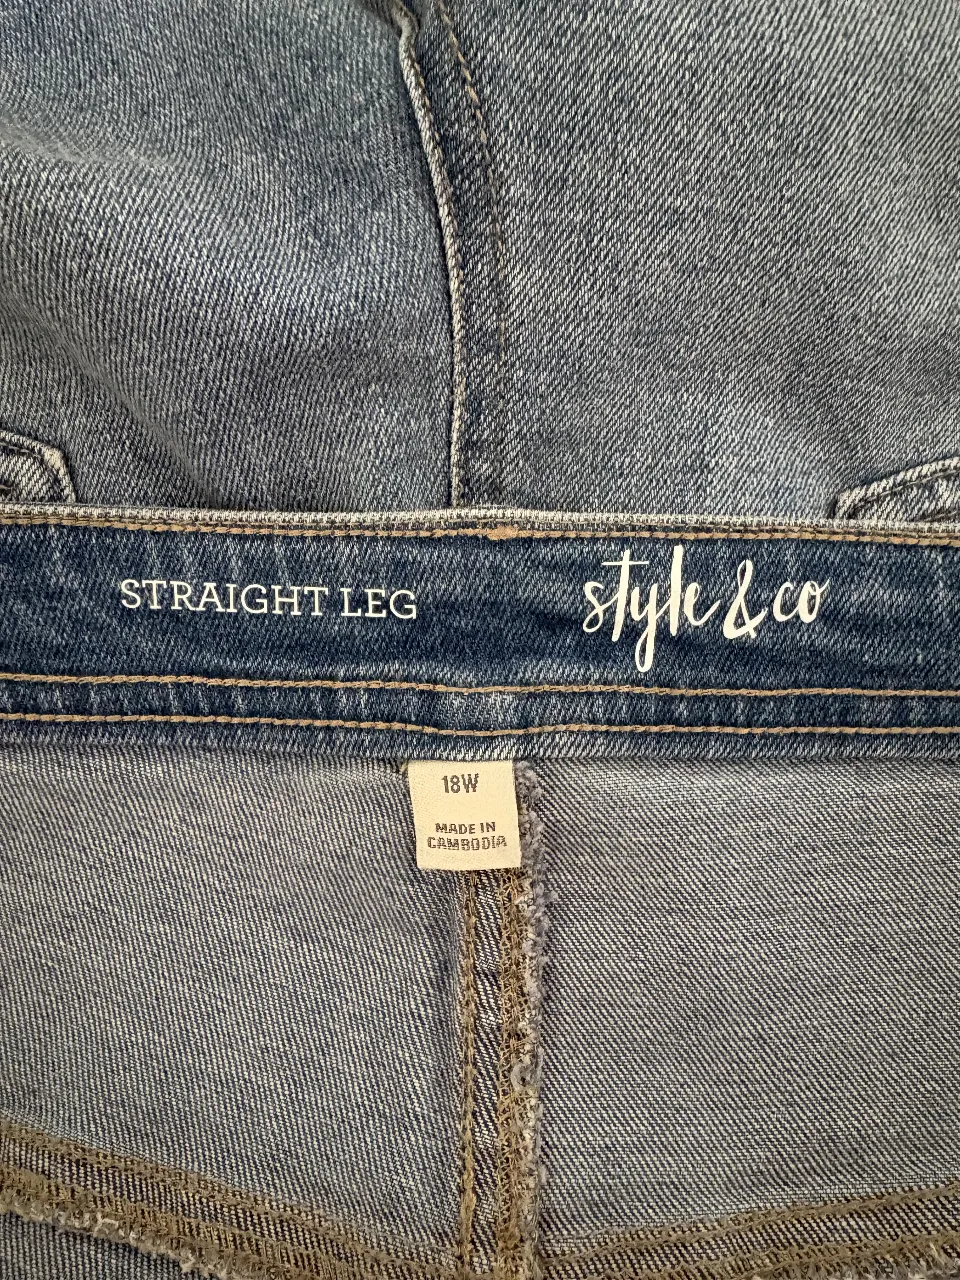 STRAIGHT LEG
style & co
18W
MADE IN
CAMBODIA